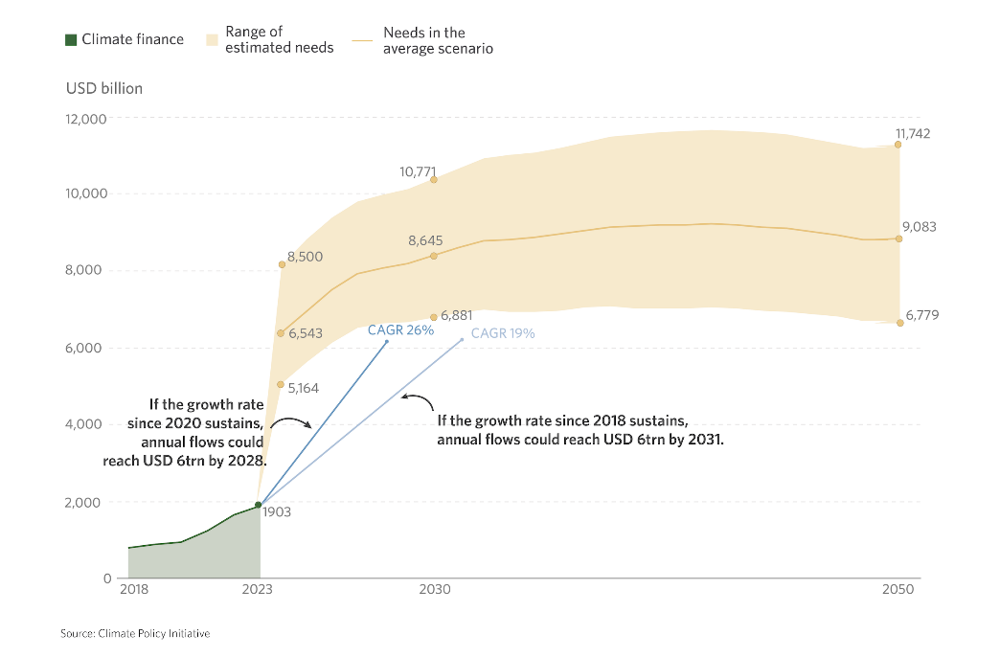 Climate finance
Range of
estimated needs
Needs in the
average scenario
USD billion
12,000
10,000
8,000
6,000
4,000
2,000
0
11,742
10,771
9,083
8,645
8,500
6,881
6,779
6,543
CAGR 26%
CAGR 19%
5,164
If the growth rate
since 2020 sustains,
annual flows could
reach USD 6trn by 2028.
If the growth rate since 2018 sustains,
annual flows could reach USD 6trn by 2031.
1903
2018
2023
2030
2050
Source: Climate Policy Initiative